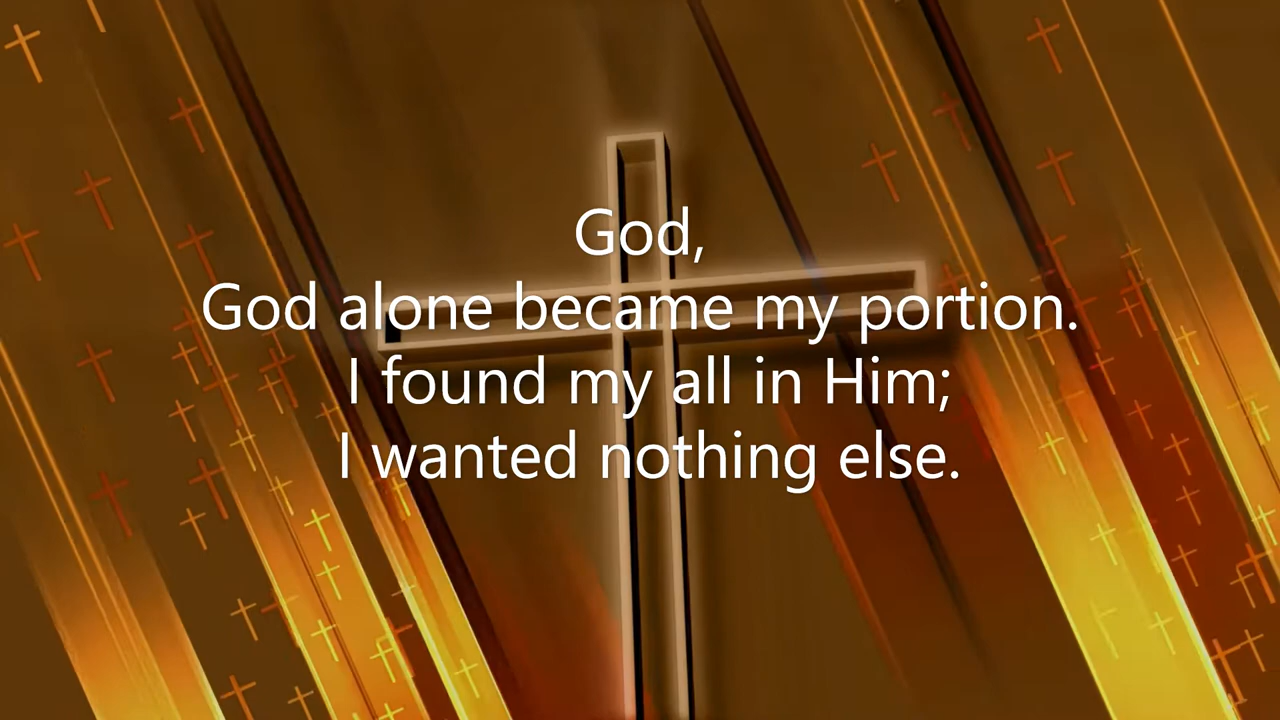 God,
God alone became my portion.
I found my all in Him;
I wanted nothing else.